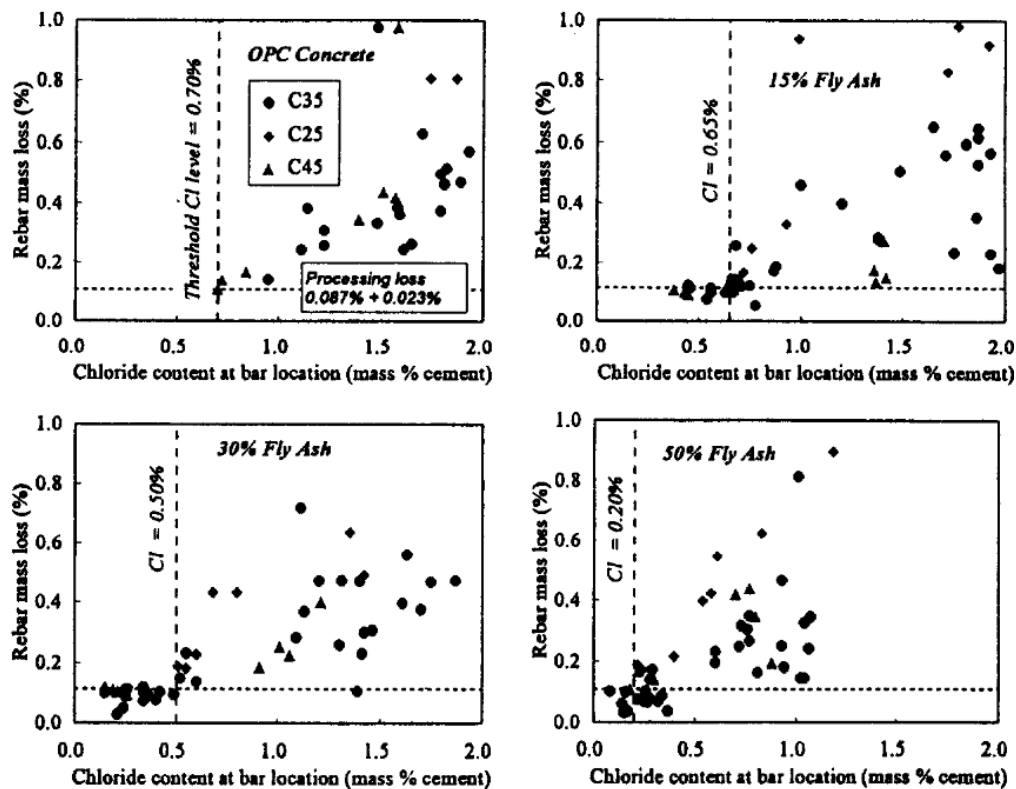 OPC Concrete
C35
C25
C45
Threshold Cl level = 0.70%
Processing loss
0.087% + 0.023%
Rebar mass loss (%)
1.0
0.8
0.6
0.4
0.2
0.0
0.0 0.5 1.0 1.5 2.0
Chloride content at bar location (mass % cement)
15% Fly Ash
Cl = 0.65%
Rebar mass loss (%)
1.0
0.8
0.6
0.4
0.2
0.0
0.0 0.5 1.0 1.5 2.0
Chloride content at bar location (mass % cement)
30% Fly Ash
Cl = 0.50%
Rebar mass loss (%)
1.0
0.8
0.6
0.4
0.2
0.0
0.0 0.5 1.0 1.5 2.0
Chloride content at bar location (mass % cement)
50% Fly Ash
Cl = 0.20%
Rebar mass loss (%)
1.0
0.8
0.6
0.4
0.2
0.0
0.0 0.5 1.0 1.5 2.0
Chloride content at bar location (mass % cement)